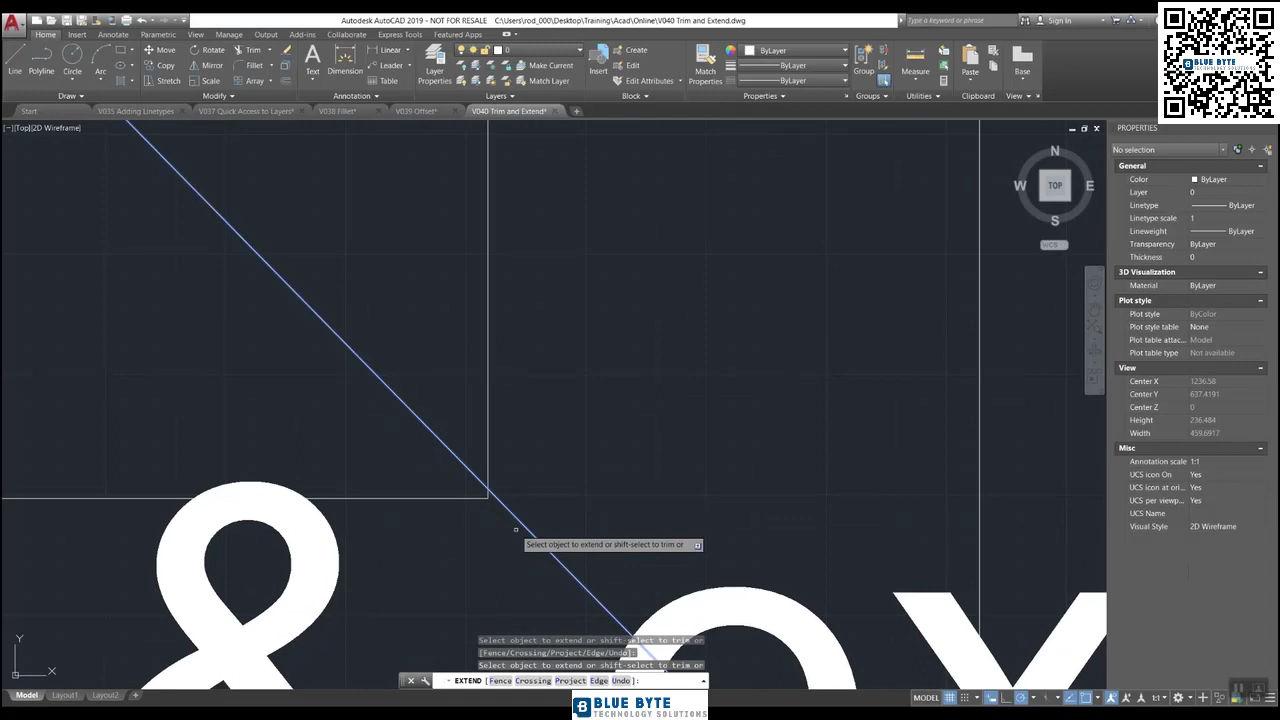 Autodesk AutoCAD 2019 - NOT FOR RESALE C:\Users\rod_000\Desktop\Training\Acad\Online\V040 Trim and Extend.dwg
Type a keyword or phrase
Sign In
Home Insert Annotate Parametric View Manage Output Add-ins Collaborate Express Tools Featured Apps
Line Polyline Circle Arc
Move Rotate Trim
Copy Mirror Fillet
Stretch Scale Array
Text Dimension
Linear
Leader
Table
Layer Properties
0
Make Current
Match Layer
Insert
Create
Edit
Edit Attributes
Match Properties
ByLayer
ByLayer
ByLayer
Group
Measure
Paste
Base
Draw Modify Annotation Layers Block Properties Groups Utilities Clipboard View
BLUE BYTE
TECHNOLOGY SOLUTIONS
Start V035 Adding Linetypes V037 Quick Access to Layers* V038 Fillet* V039 Offset* V040 Trim and Extend*
[−][Top][2D Wireframe]
N
W TOP E
S
WCS
PROPERTIES
No selection
General
Color ByLayer
Layer 0
Linetype ByLayer
Linetype scale 1
Lineweight ByLayer
Transparency ByLayer
Thickness 0
3D Visualization
Material ByLayer
Plot style
Plot style ByColor
Plot style table None
Plot table attac... Model
Plot table type Not available
View
Center X 1236.58
Center Y 637.4191
Center Z 0
Height 236.484
Width 459.6917
Misc
Annotation scale 1:1
UCS icon On Yes
UCS icon at ori... Yes
UCS per viewp... Yes
UCS Name
Visual Style 2D Wireframe
Select object to extend or shift-select to trim or
&
Y
X
Select object to extend or shift-select to trim or
[Fence/Crossing/Project/Edge/Undo]:
Select object to extend or shift-select to trim or
EXTEND [Fence Crossing Project Edge Undo]:
Model Layout1 Layout2
MODEL 1:1
BLUE BYTE
TECHNOLOGY SOLUTIONS